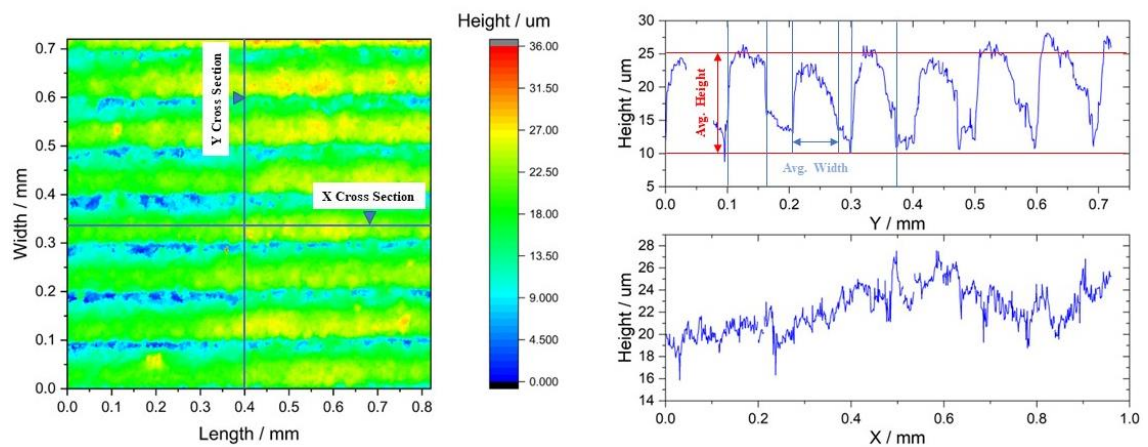 Height / um
0.7
0.6
0.5
0.4
0.3
0.2
0.1
0.0
Width / mm
Y Cross Section
X Cross Section
0.0 0.1 0.2 0.3 0.4 0.5 0.6 0.7 0.8
Length / mm
36.00
31.50
27.00
22.50
18.00
13.50
9.000
4.500
0.000
30
25
20
15
10
5
Height / um
Avg. Height
Avg. Width
0.0 0.1 0.2 0.3 0.4 0.5 0.6 0.7
Y / mm
28
26
24
22
20
18
16
14
Height / um
0.0 0.2 0.4 0.6 0.8 1.0
X / mm